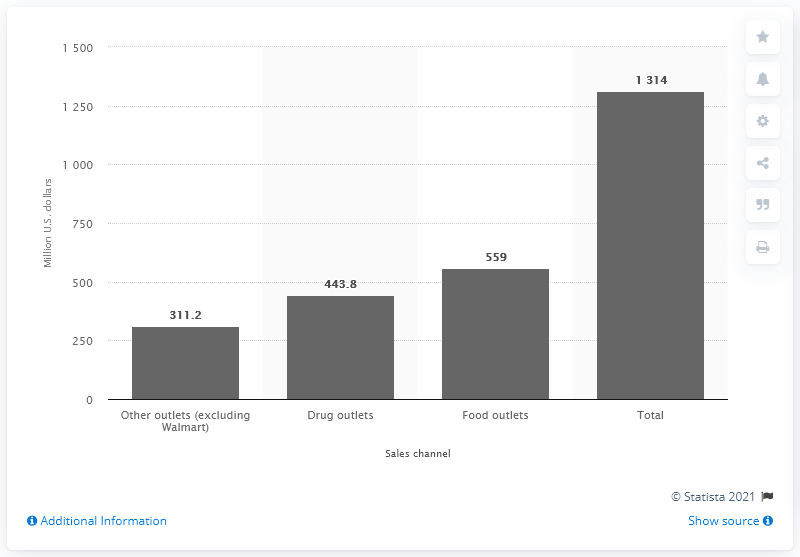 1 500
1 250
1 000
750
500
250
0
Million U.S. dollars
311.2
443.8
559
1 314
Other outlets (excluding
Walmart)
Drug outlets
Food outlets
Total
Sales channel
© Statista 2021
Additional Information
Show source